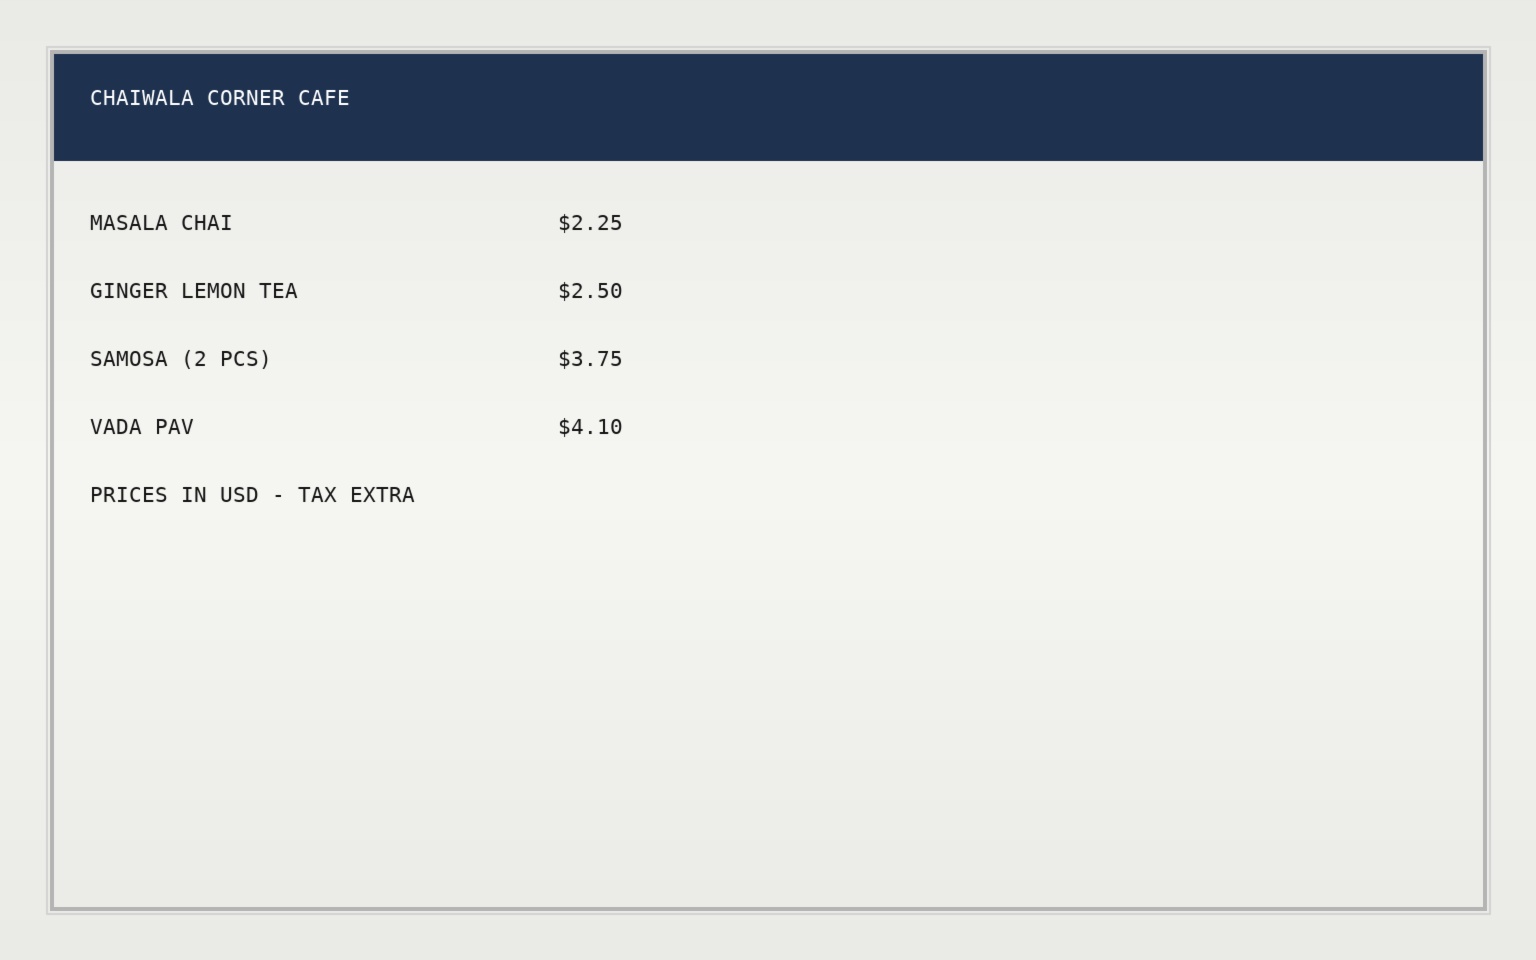 CHAIWALA CORNER CAFE
MASALA CHAI $2.25
GINGER LEMON TEA $2.50
SAMOSA (2 PCS) $3.75
VADA PAV $4.10
PRICES IN USD - TAX EXTRA